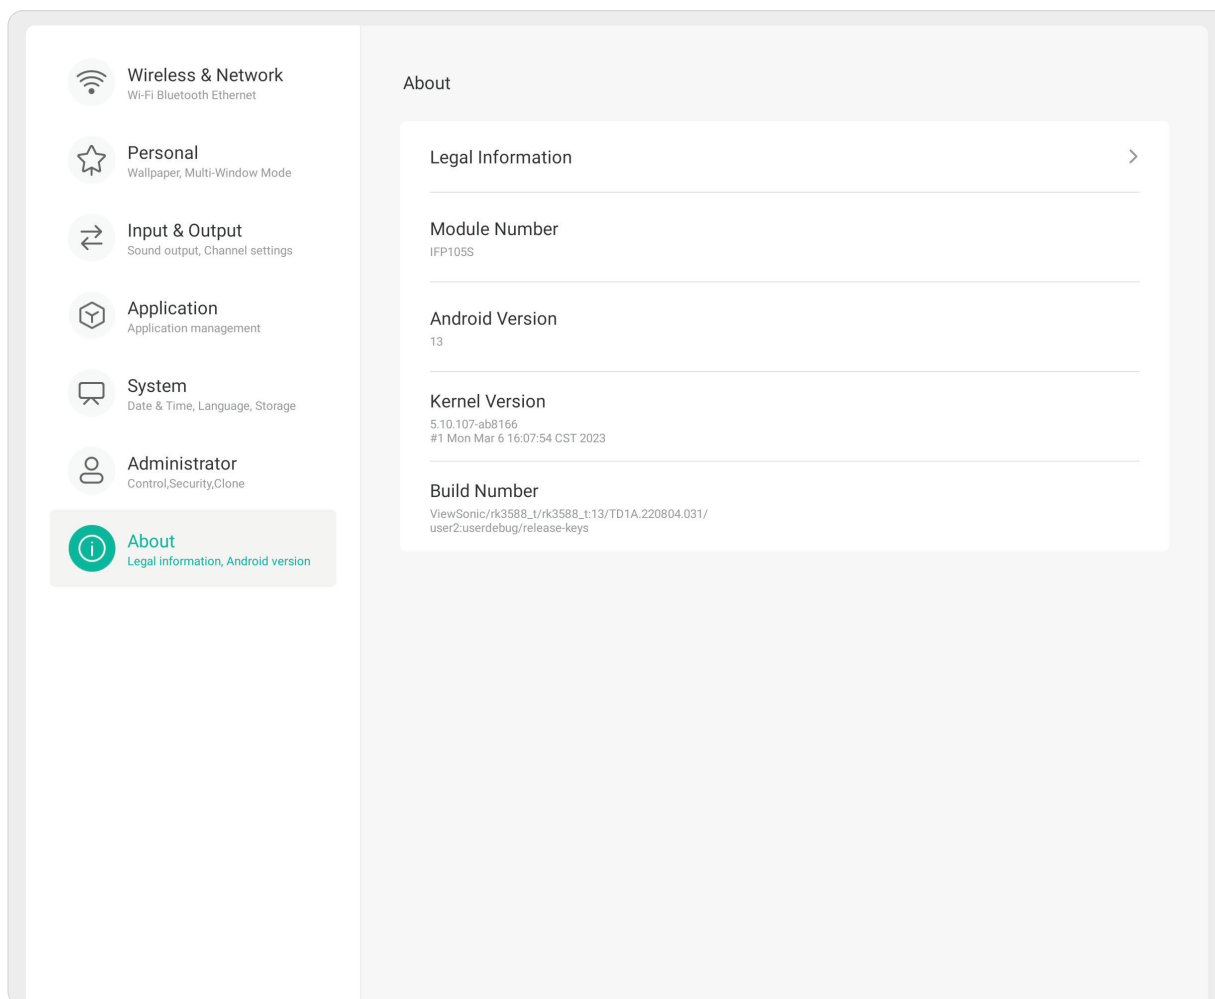 Wireless & Network
Wi-Fi Bluetooth Ethernet
Personal
Wallpaper, Multi-Window Mode
Input & Output
Sound output, Channel settings
Application
Application management
System
Date & Time, Language, Storage
Administrator
Control,Security,Clone
About
Legal information, Android version
About
Legal Information
Module Number
IFP105S
Android Version
13
Kernel Version
5.10.107-ab8166
#1 Mon Mar 6 16:07:54 CST 2023
Build Number
ViewSonic/rk3588_t/rk3588_t:13/TD1A.220804.031/
user2:userdebug/release-keys